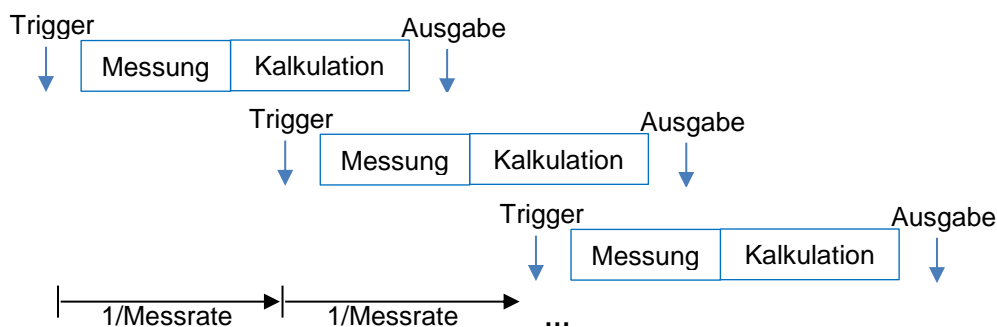 Trigger
Ausgabe
Messung
Kalkulation
Trigger
Ausgabe
Messung
Kalkulation
Trigger
Ausgabe
Messung
Kalkulation
1/Messrate
1/Messrate
...